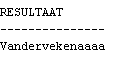 RESULTAAT
---------------
Vandervekenaaaa